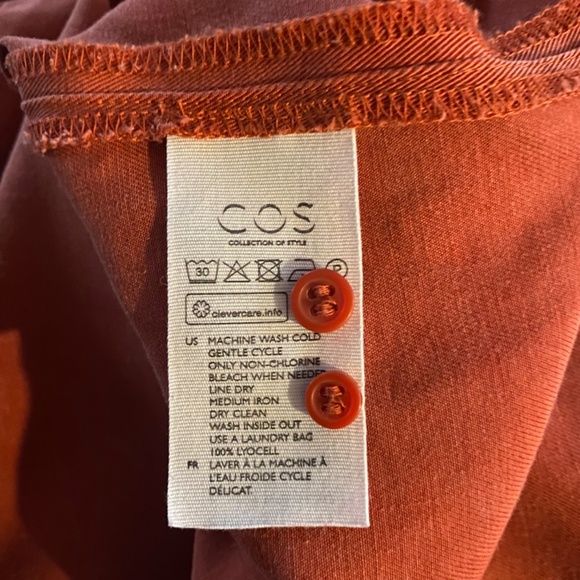 COS
COLLECTION OF STYLE
30 P
clevercare.info
US MACHINE WASH COLD
GENTLE CYCLE
ONLY NON-CHLORINE
BLEACH WHEN NEEDED
LINE DRY
MEDIUM IRON
DRY CLEAN
WASH INSIDE OUT
USE A LAUNDRY BAG
100% LYOCELL
FR LAVER À LA MACHINE À
L'EAU FROIDE CYCLE
DÉLICAT.